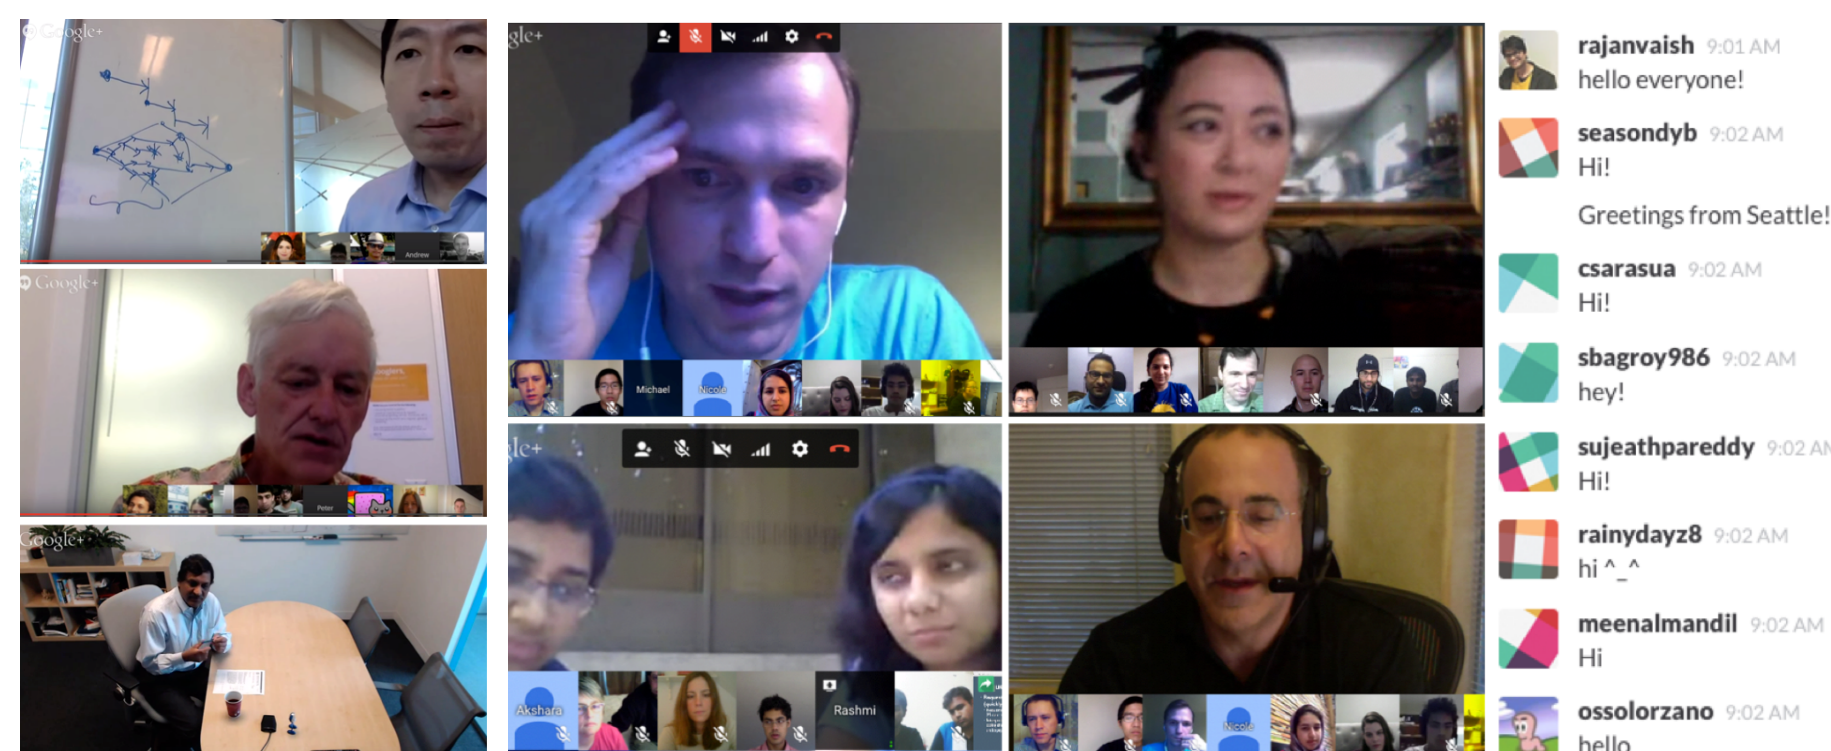 Google+
Andrew
Google+
Peter
Google+
gle+
Michael
Nicole
gle+
Akshara
Rashmi
Nicole
rajanvaish 9:01 AM
hello everyone!
seasondyb 9:02 AM
Hi!
Greetings from Seattle!
csarasua 9:02 AM
Hi!
sbagroy986 9:02 AM
hey!
sujeathpareddy 9:02 AM
Hi!
rainydayz8 9:02 AM
hi ^_^
meenalmandil 9:02 AM
Hi
ossolorzano 9:02 AM
hello